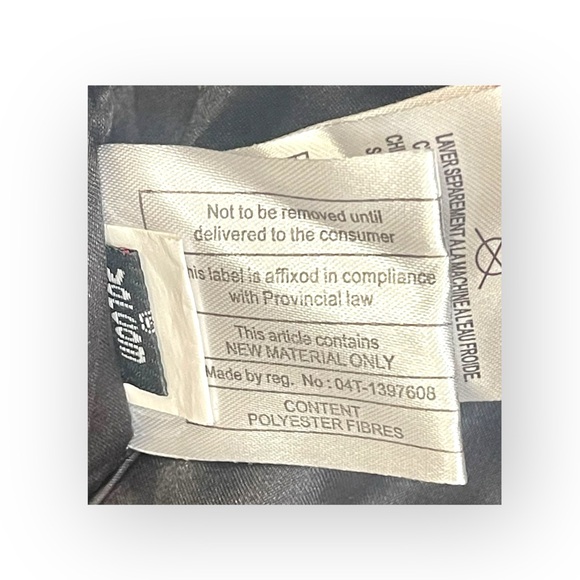 Not to be removed until
delivered to the consumer
his label is affixod in compliance
with Provincial law
This article contains
NEW MATERIAL ONLY
Made by reg. No : 04T-1397608
CONTENT
POLYESTER FIBRES
LAVER SEPAREMENT A LA MACHINE A L'EAU FROIDE.